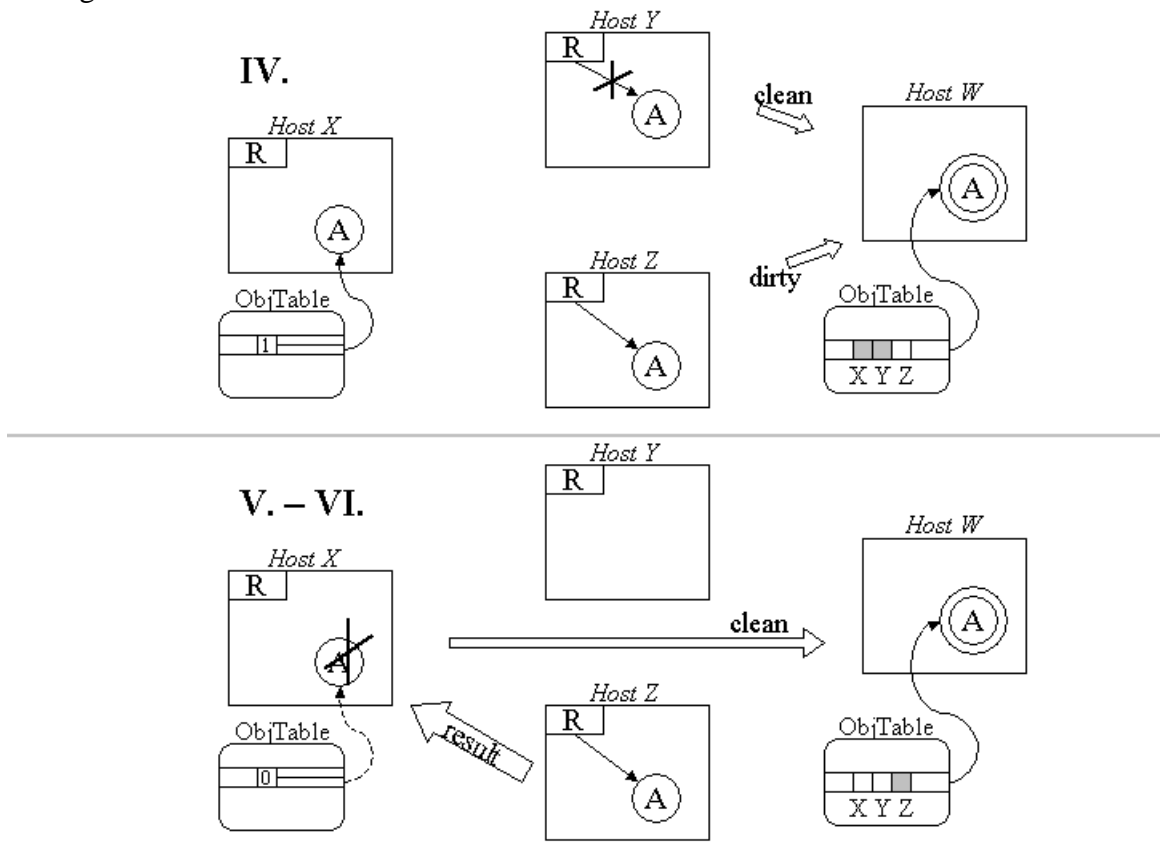 Host Y
R
IV.
A
clean
Host W
Host X
R
A
A
Host Z
R
dirty
ObjTable
1
A
ObjTable
X Y Z
Host Y
R
V. – VI.
Host W
Host X
R
A
clean
A
Host Z
R
result
ObjTable
0
A
ObjTable
X Y Z